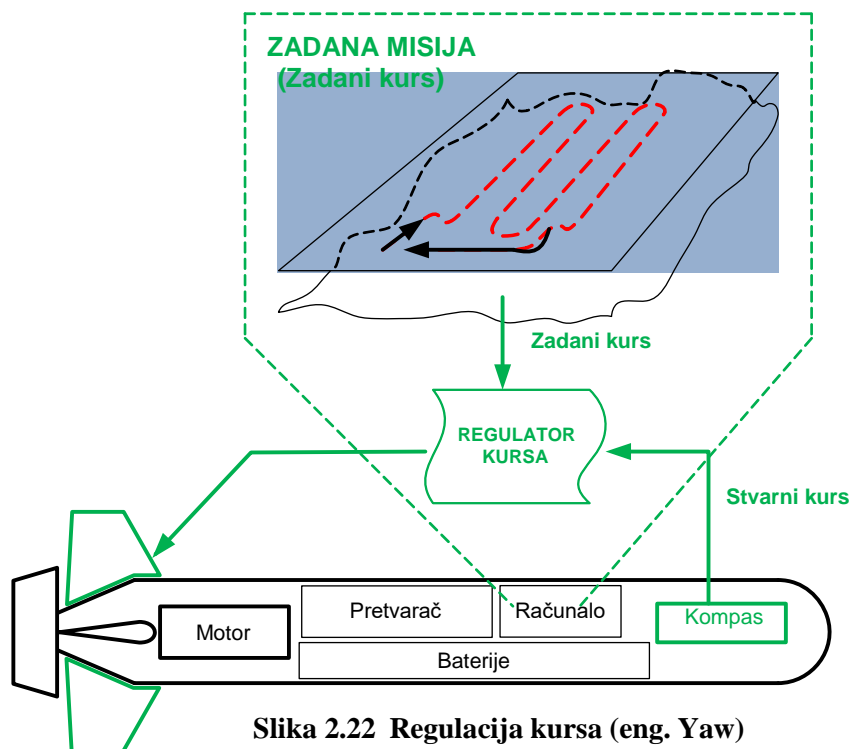 ZADANA MISIJA
(Zadani kurs)
Zadani kurs
REGULATOR
KURSA
Stvarni kurs
Pretvarač
Računalo
Kompas
Motor
Baterije
Slika 2.22 Regulacija kursa (eng. Yaw)